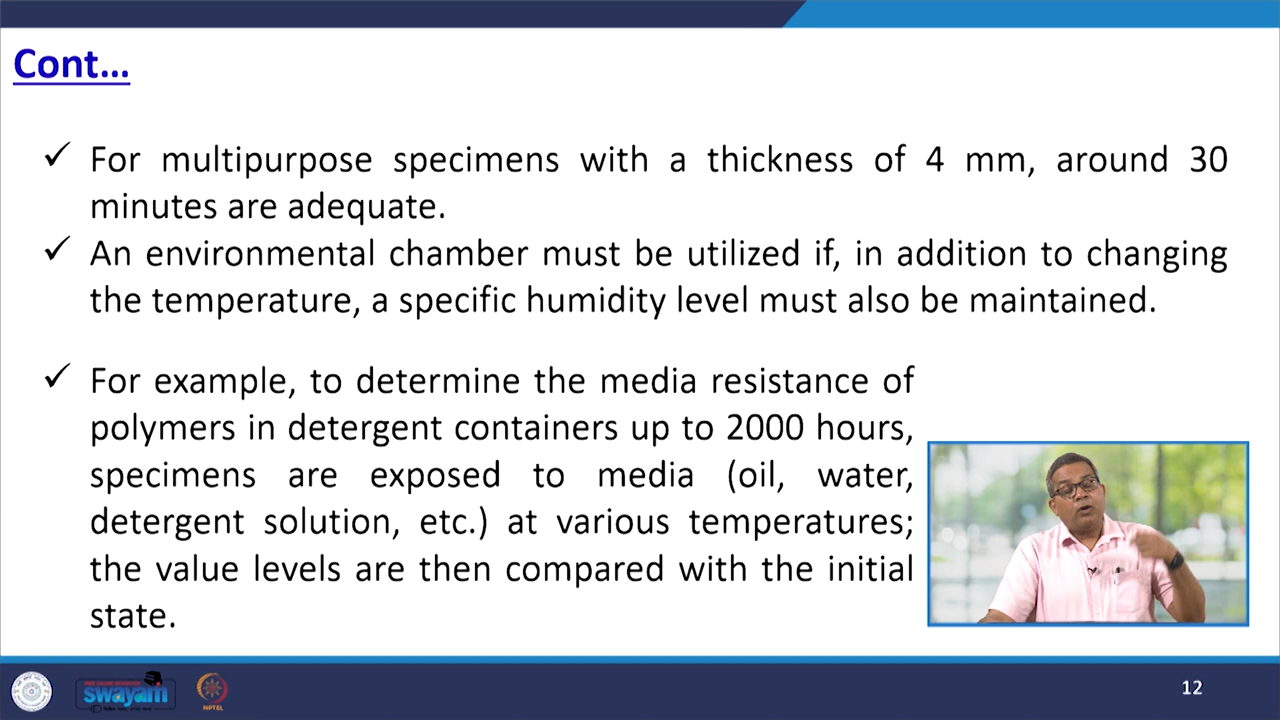 Cont...
✓ For multipurpose specimens with a thickness of 4 mm, around 30
minutes are adequate.
✓ An environmental chamber must be utilized if, in addition to changing
the temperature, a specific humidity level must also be maintained.
✓ For example, to determine the media resistance of
polymers in detergent containers up to 2000 hours,
specimens are exposed to media (oil, water,
detergent solution, etc.) at various temperatures;
the value levels are then compared with the initial
state.
swayam
NPTEL
12